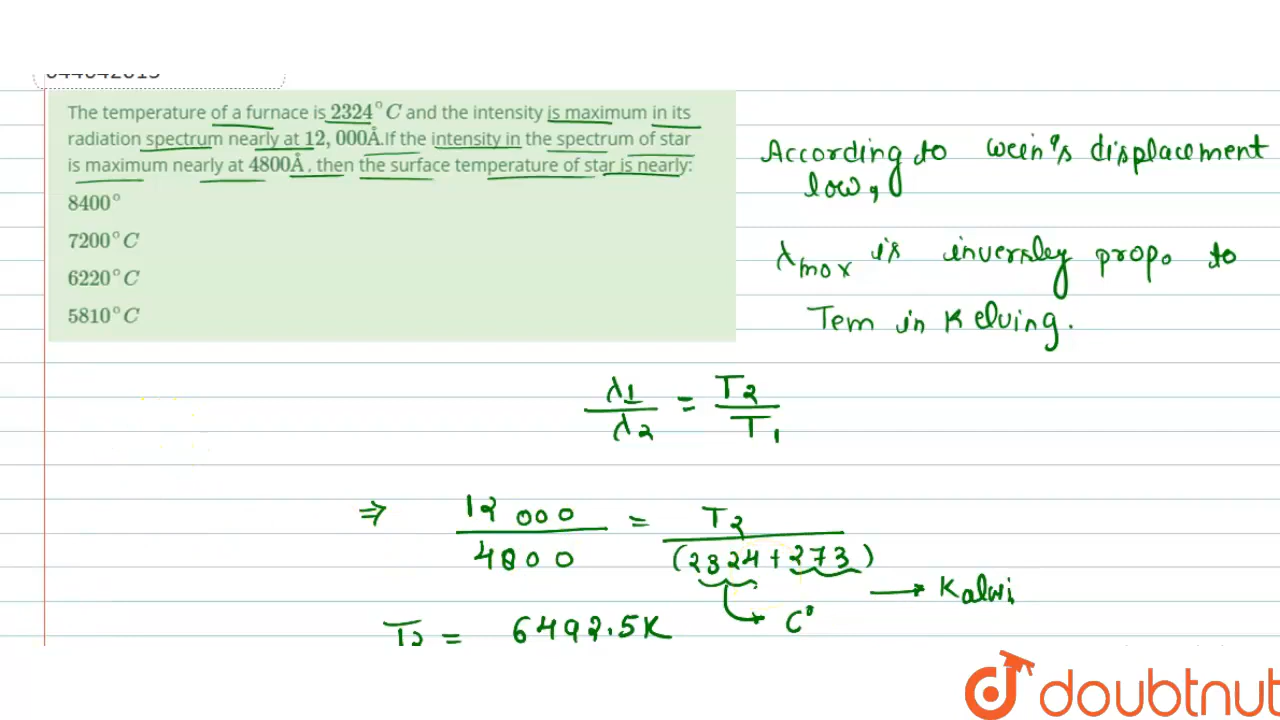 The temperature of a furnace is 2324°C and the intensity is maximum in its
radiation spectrum nearly at 12,000Å.If the intensity in the spectrum of star
is maximum nearly at 4800Å, then the surface temperature of star is nearly:
8400°
7200°C
6220°C
5810°C
According to wein's displacement
low,
λmax is inversley propo to
Tem in Kelving.
λ1/λ2 = T2/T1
⇒ 12000/4800 = T2/(2324+273)
→ C°
→ Kalwi
T2 = 6492.5K
doubtnut